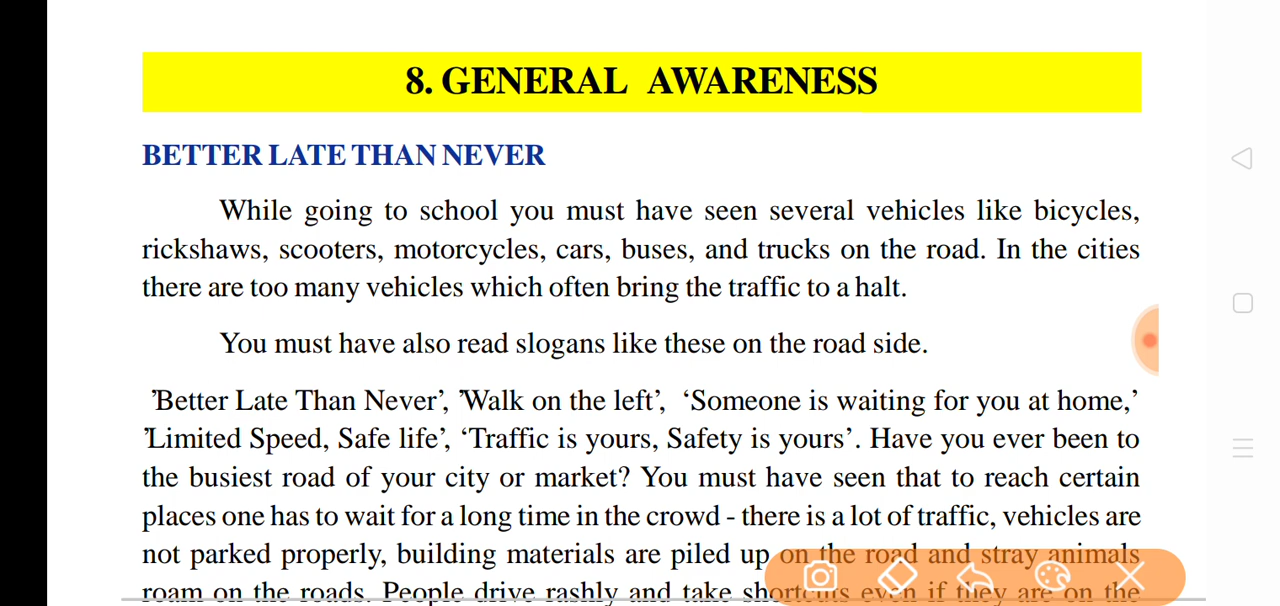 8. GENERAL AWARENESS
BETTER LATE THAN NEVER
While going to school you must have seen several vehicles like bicycles,
rickshaws, scooters, motorcycles, cars, buses, and trucks on the road. In the cities
there are too many vehicles which often bring the traffic to a halt.
You must have also read slogans like these on the road side.
’Better Late Than Never’, ’Walk on the left’, ‘Someone is waiting for you at home,’
’Limited Speed, Safe life’, ‘Traffic is yours, Safety is yours’. Have you ever been to
the busiest road of your city or market? You must have seen that to reach certain
places one has to wait for a long time in the crowd - there is a lot of traffic, vehicles are
not parked properly, building materials are piled up on the road and stray animals
roam on the roads. People drive rashly and take shortcuts even if they are on the